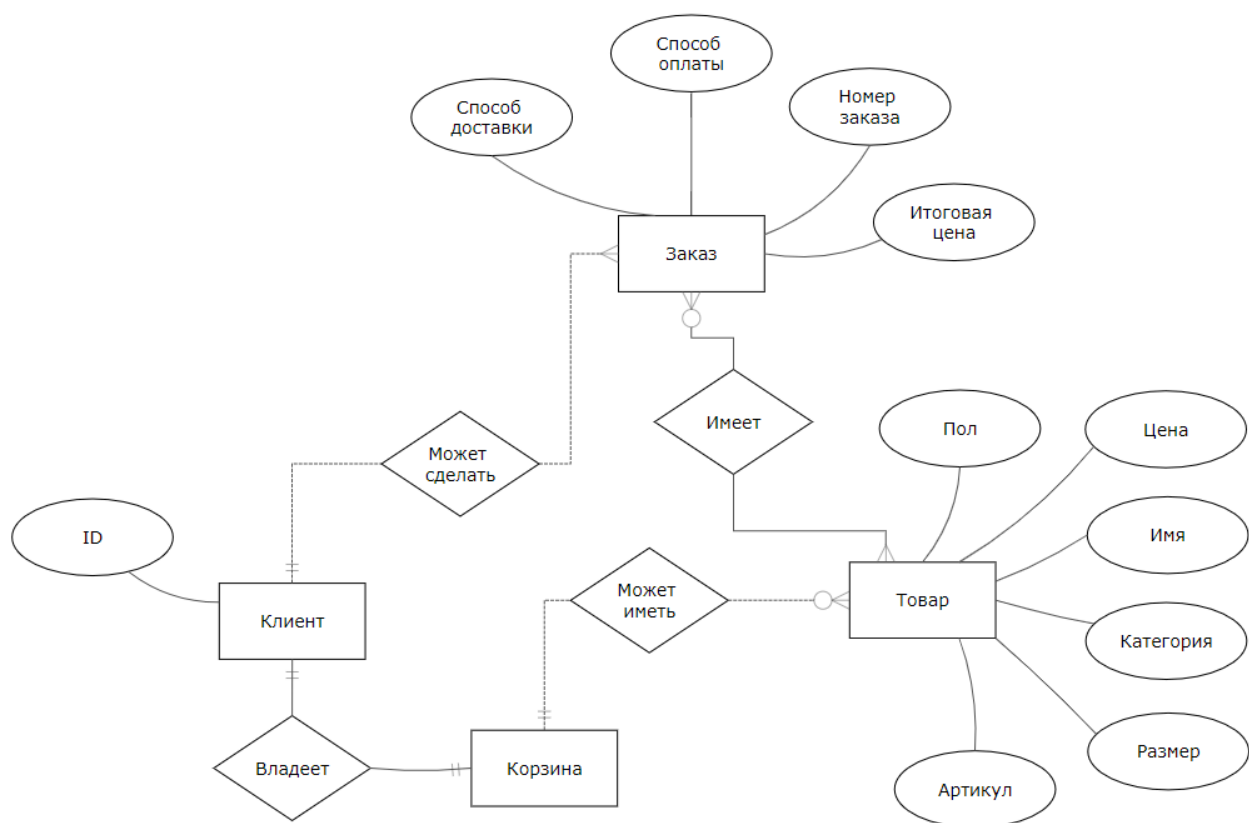 Способ
оплаты
Способ
доставки
Номер
заказа
Итоговая
цена
Заказ
Имеет
Пол
Цена
Может
сделать
ID
Имя
Может
иметь
Товар
Клиент
Категория
Владеет
Корзина
Размер
Артикул